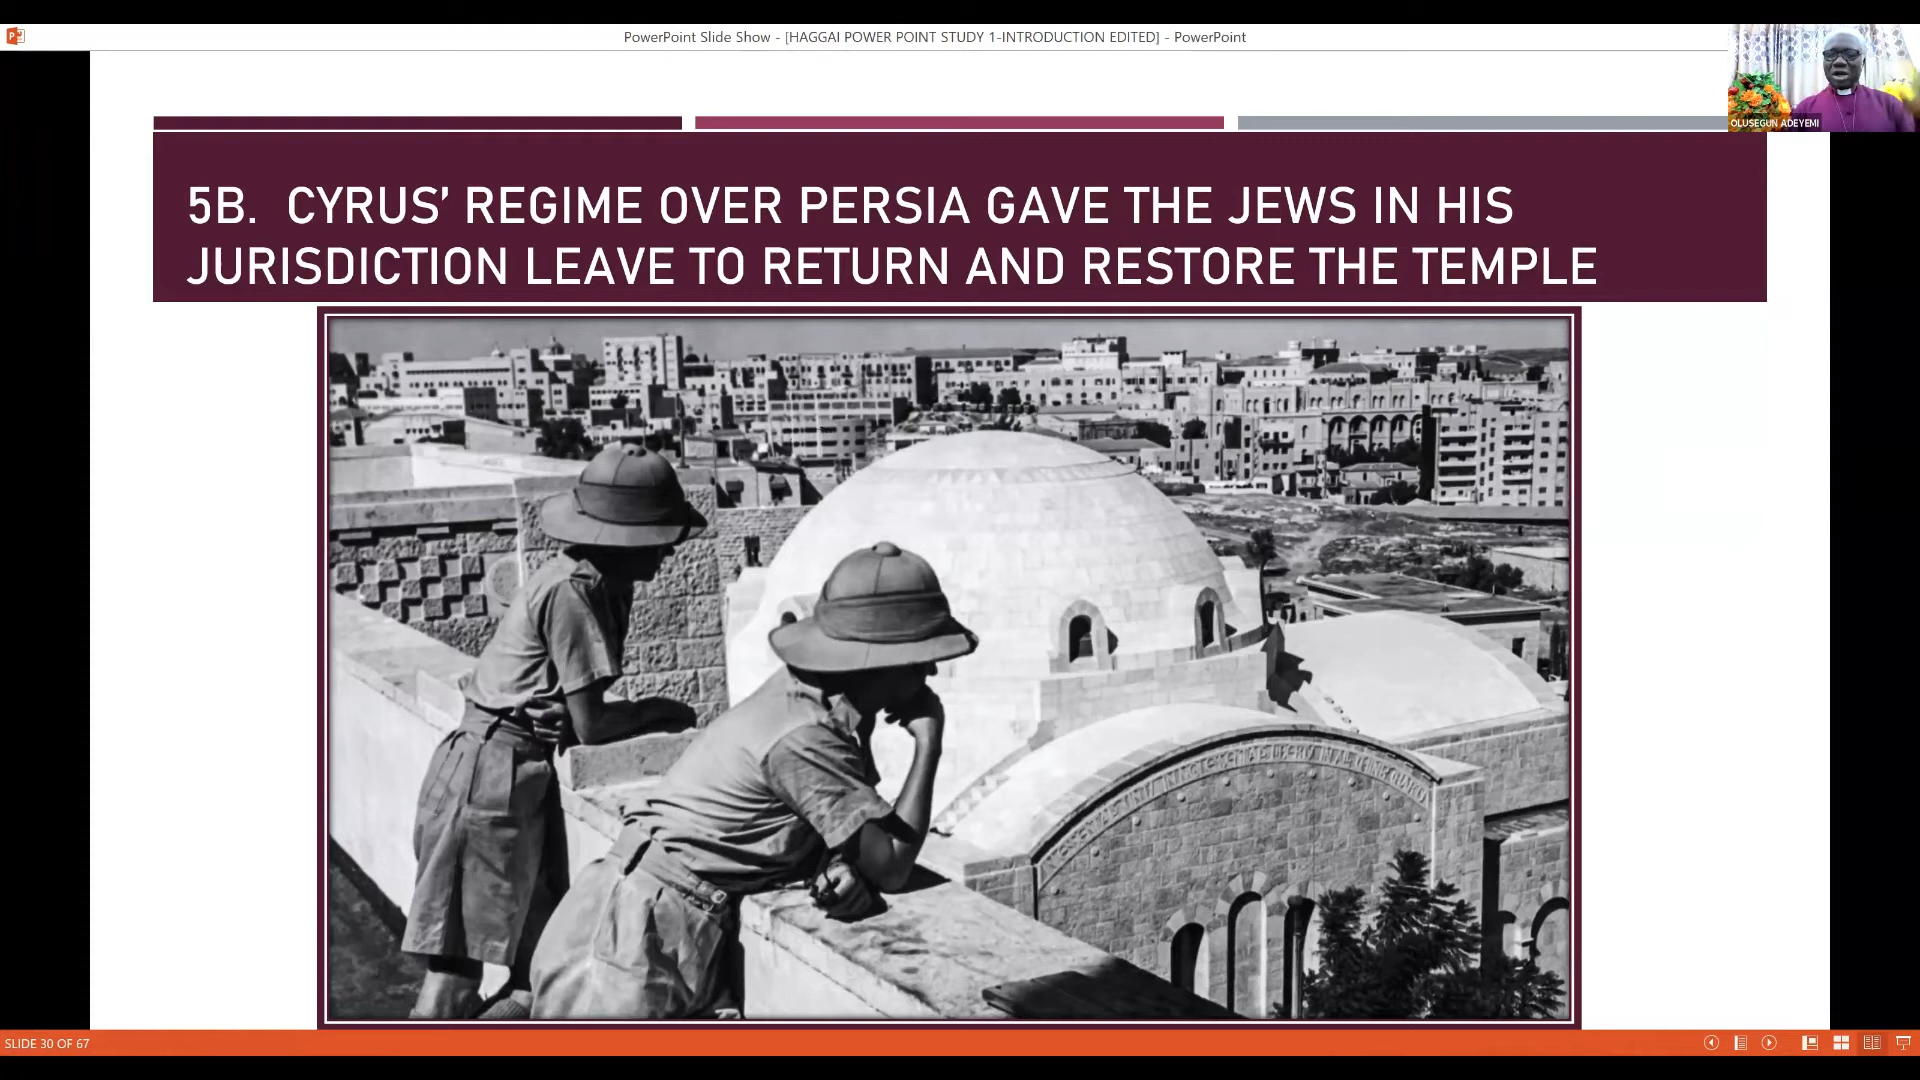 PowerPoint Slide Show - [HAGGAI POWER POINT STUDY 1-INTRODUCTION EDITED] - PowerPoint
OLUSEGUN ADEYEMI
5B. CYRUS’ REGIME OVER PERSIA GAVE THE JEWS IN HIS
JURISDICTION LEAVE TO RETURN AND RESTORE THE TEMPLE
SLIDE 30 OF 67